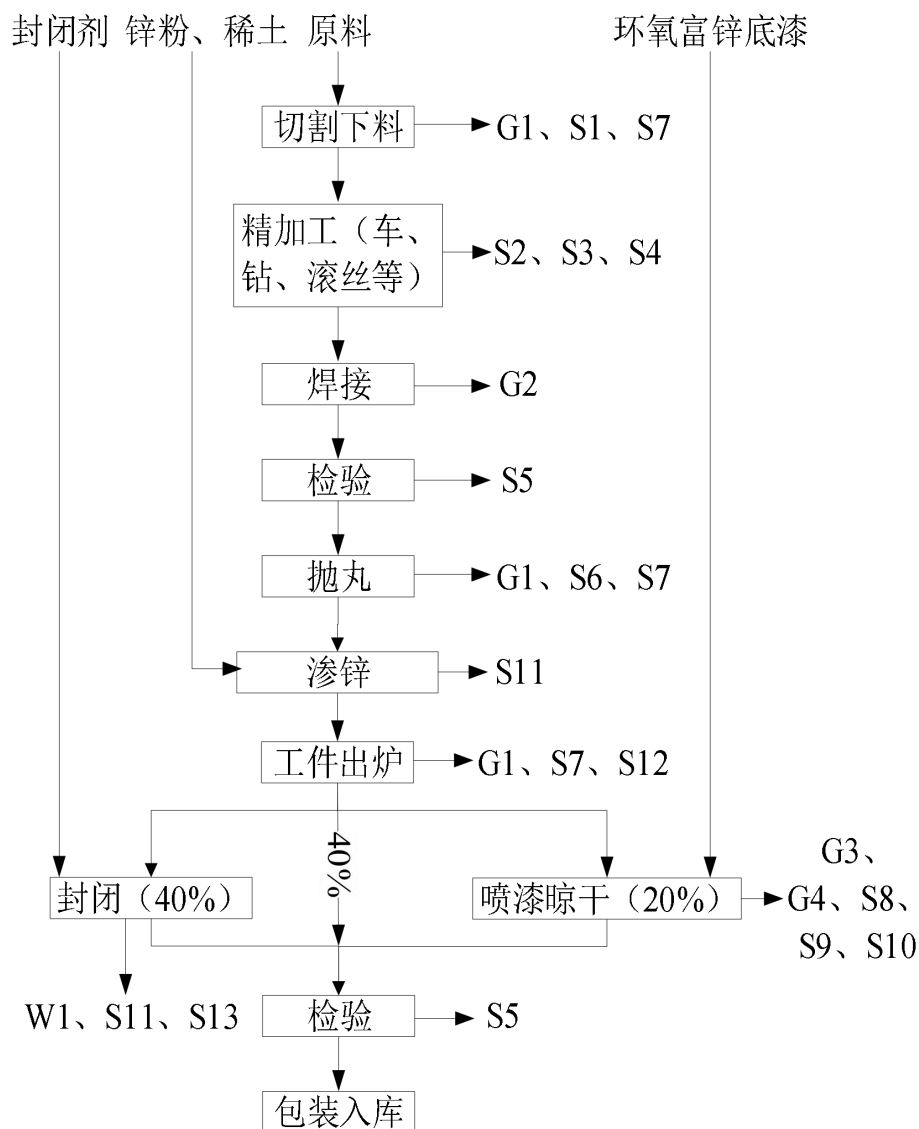 封闭剂 锌粉、稀土 原料 环氧富锌底漆
切割下料
G1、S1、S7
精加工（车、
钻、滚丝等）
S2、S3、S4
焊接
G2
检验
S5
抛丸
G1、S6、S7
渗锌
S11
工件出炉
G1、S7、S12
40%
封闭（40%）
喷漆晾干（20%）
G3、
G4、S8、
S9、S10
W1、S11、S13
检验
S5
包装入库